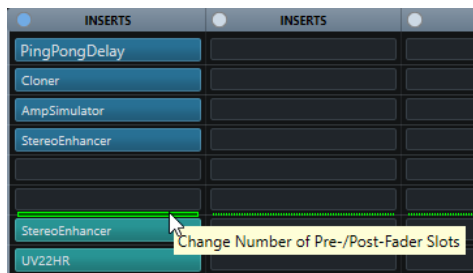 INSERTS
INSERTS
PingPongDelay
Cloner
AmpSimulator
StereoEnhancer
StereoEnhancer
Change Number of Pre-/Post-Fader Slots
UV22HR